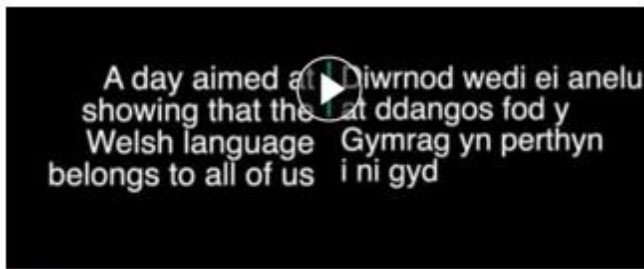 A day aimed at
showing that the
Welsh language
belongs to all of us
Diwrnod wedi ei anelu
at ddangos fod y
Gymrag yn perthyn
i ni gyd